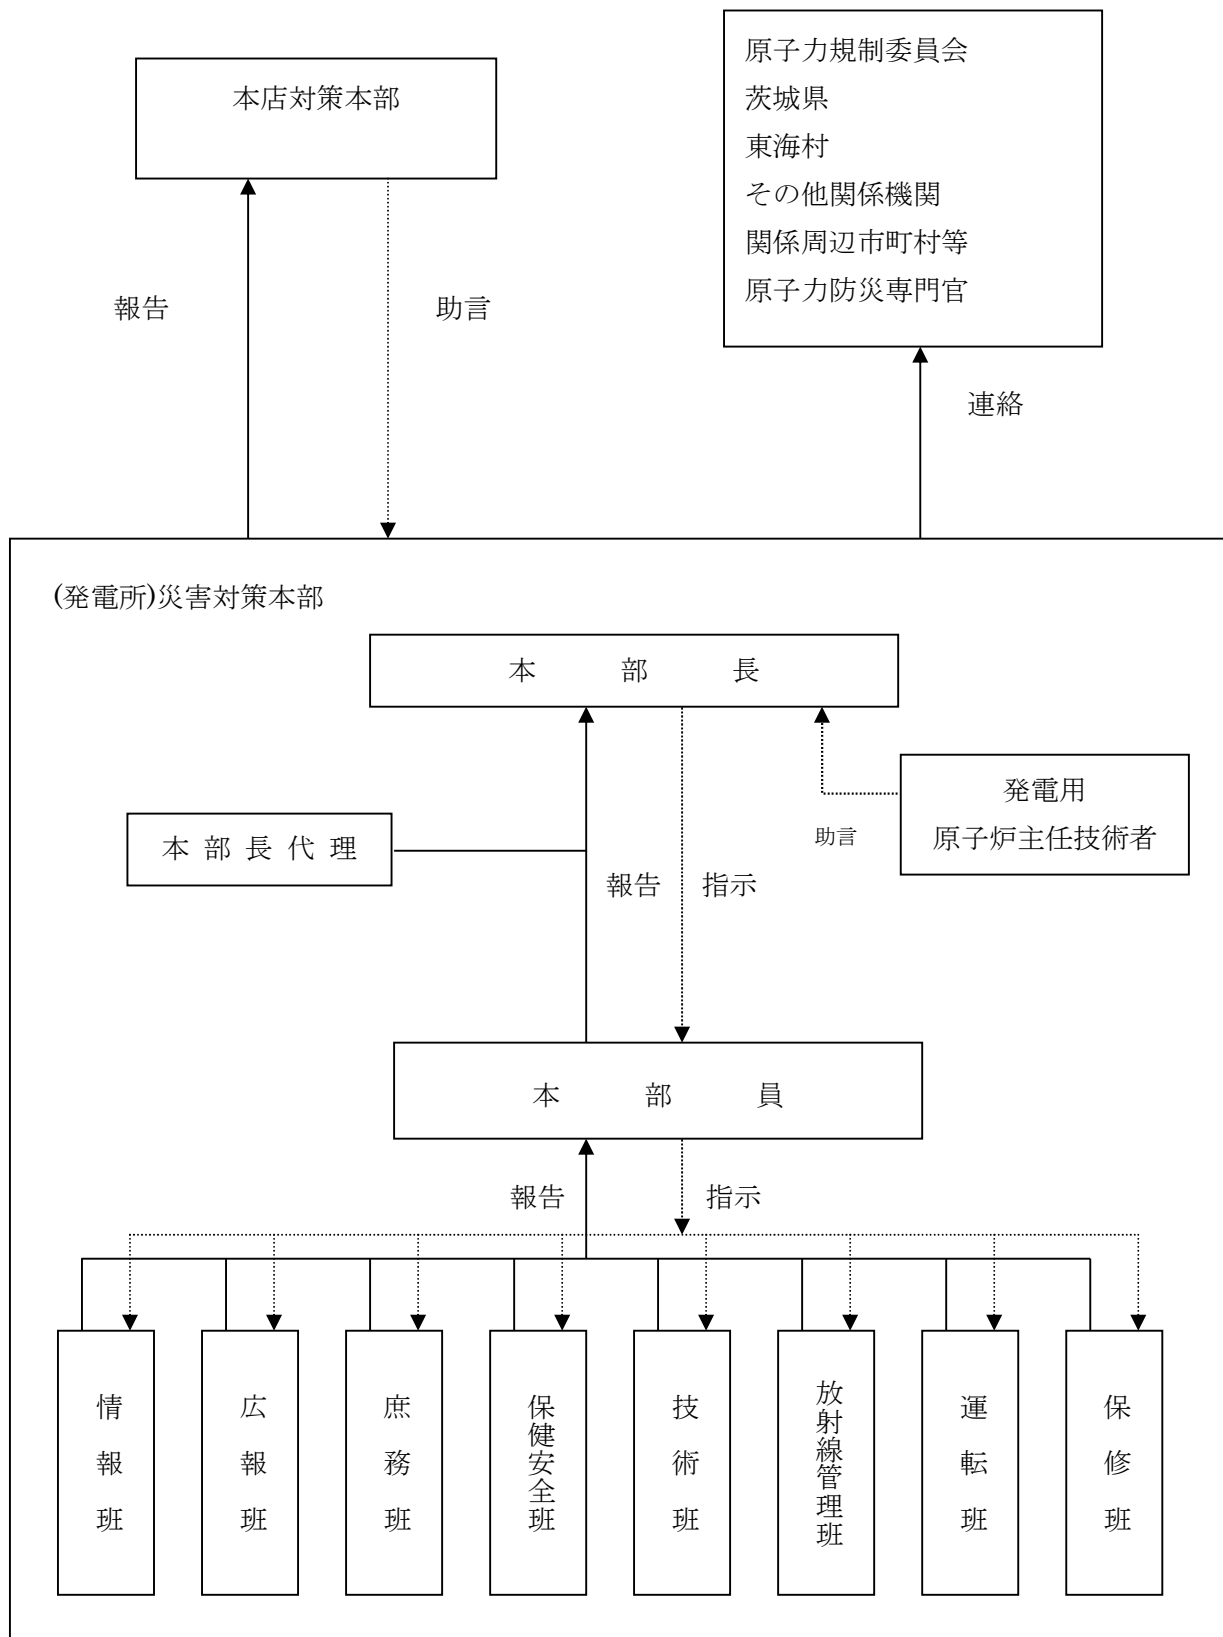 本店対策本部
原子力規制委員会
茨城県
東海村
その他関係機関
関係周辺市町村等
原子力防災専門官
報告
助言
連絡
(発電所)災害対策本部
本部長
発電用
原子炉主任技術者
助言
本部長代理
報告
指示
本部員
報告
指示
情報班
広報班
庶務班
保健安全班
技術班
放射線管理班
運転班
保修班